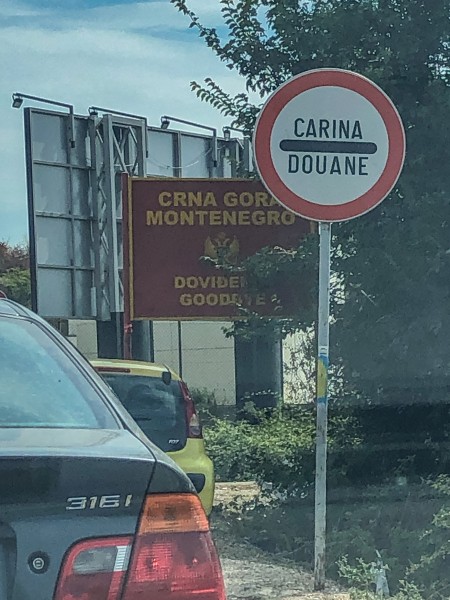 CARINA
DOUANE
CRNA GORA
MONTENEGRO
316i